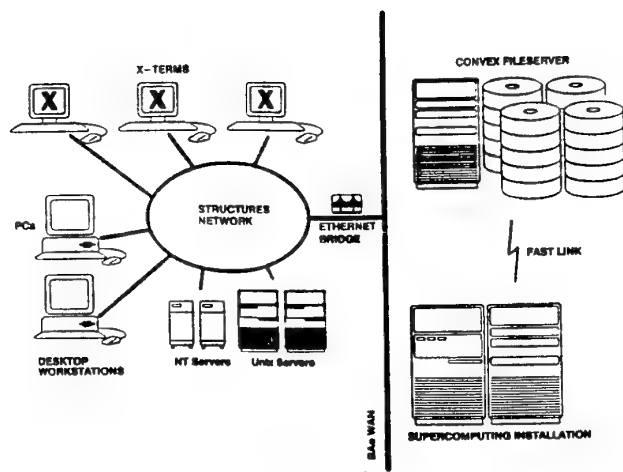 X-TERMS
X
X
X
CONVEX FILESERVER
STRUCTURES
NETWORK
PCs
ETHERNET
BRIDGE
FAST LINK
DESKTOP
WORKSTATIONS
NT Servers
Unix Servers
BAe WAN
SUPERCOMPUTING INSTALLATION